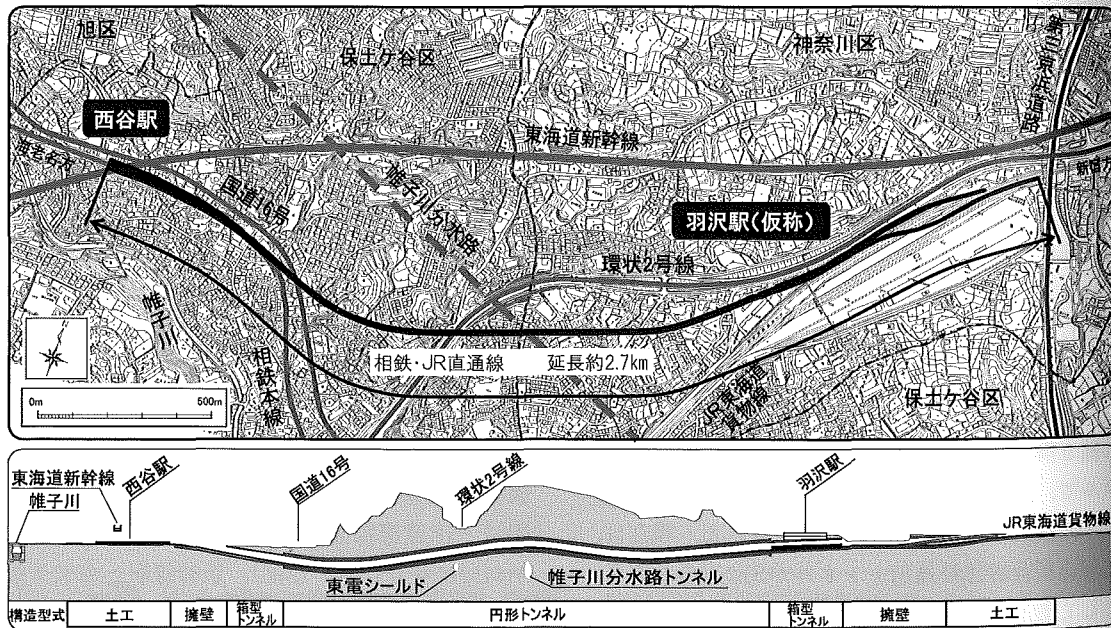 旭区
保土ケ谷区
神奈川区
第三京浜道路
西谷駅
東海道新幹線
海老名方
国道16号
帷子川分水路
羽沢駅(仮称)
環状2号線
帷子川
相鉄本線
相鉄・JR直通線 延長約2.7km
JR東海道
貨物線
保土ケ谷区
0m 500m
東海道新幹線
帷子川
西谷駅
国道16号
環状2号線
羽沢駅
JR東海道貨物線
東電シールド
帷子川分水路トンネル
構造型式 土工 擁壁 箱型トンネル 円形トンネル 箱型トンネル 擁壁 土工